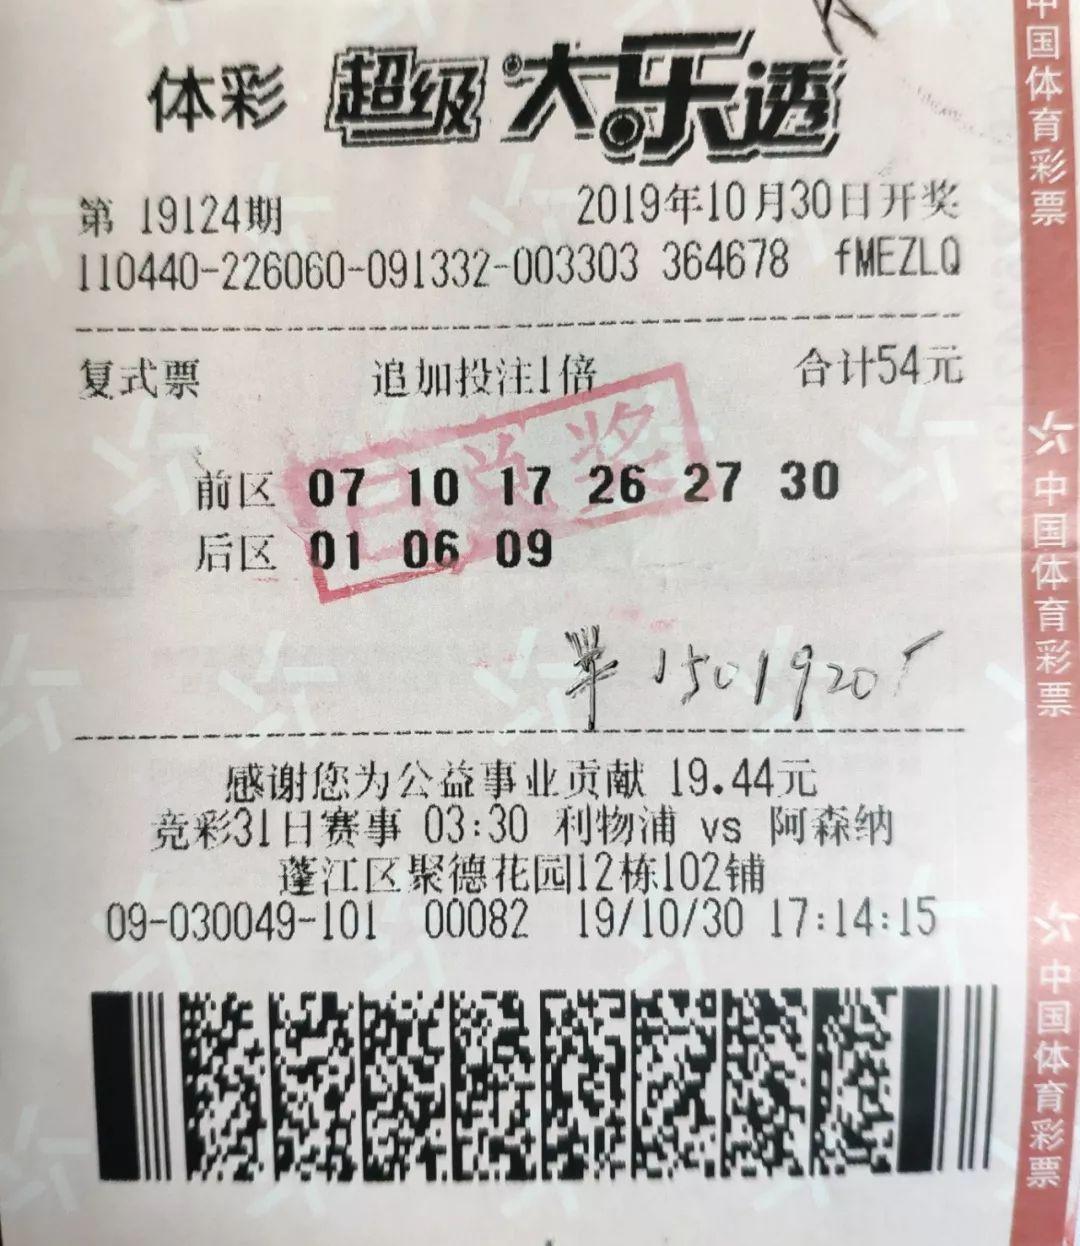 体彩 超级大乐透
第 19124期 2019年10月30日开奖
110440-226060-091332-003303 364678 fMEZLQ
复式票 追加投注1倍 合计54元
前区 07 10 17 26 27 30
后区 01 06 09
感谢您为公益事业贡献 19.44元
竞彩31日赛事 03:30 利物浦 vs 阿森纳
蓬江区聚德花园12栋102铺
09-030049-101 00082 19/10/30 17:14:15
中国体育彩票
中国体育彩票
中国体育彩票